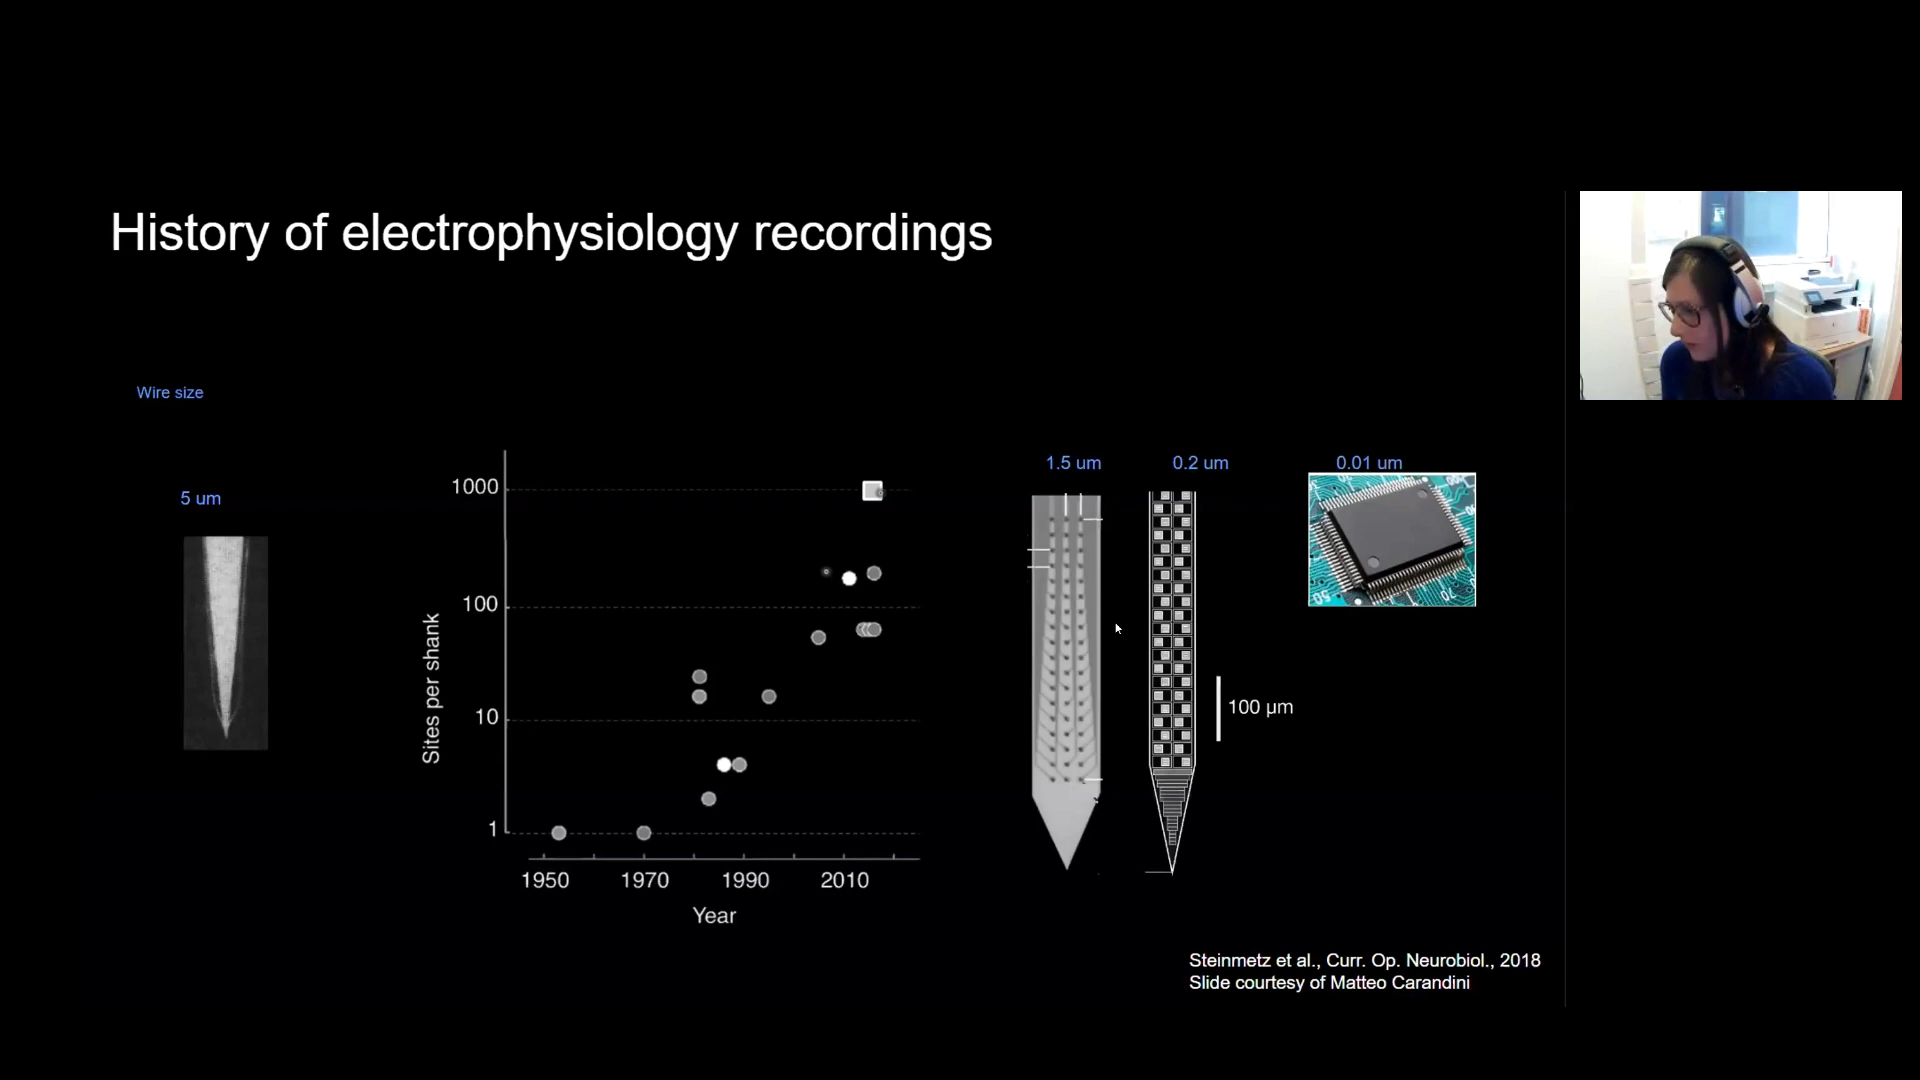 History of electrophysiology recordings
Wire size
5 um
1.5 um
0.2 um
0.01 um
1000
100
10
1
Sites per shank
1950
1970
1990
2010
Year
100 µm
50
70
Steinmetz et al., Curr. Op. Neurobiol., 2018
Slide courtesy of Matteo Carandini